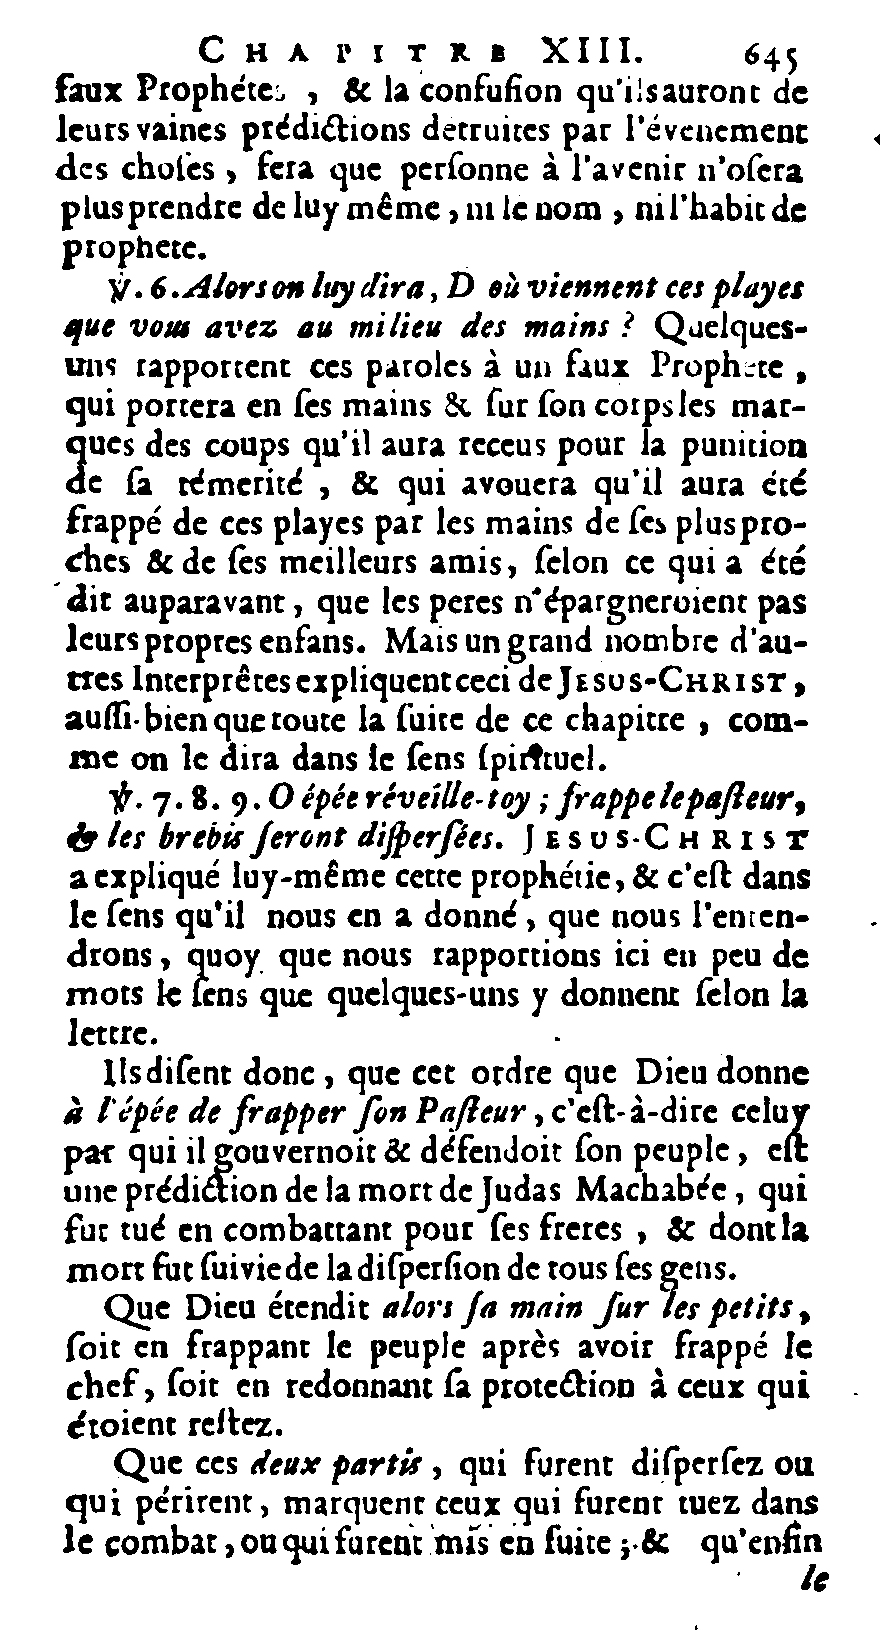 CHAPITRE XIII. 645
faux Prophétes, & la confuſion qu'ils auront de
leurs vaines prédictions detruites par l'évenement
des choſes, fera que perſonne à l'avenir n'oſera
plus prendre de luy même, ni le nom, ni l'habit de
prophete.
℣. 6. Alors on luy dira, D où viennent ces playes
que vous avez au milieu des mains? Quelques-
uns rapportent ces paroles à un faux Prophete,
qui portera en ſes mains & ſur ſon corps les mar-
ques des coups qu'il aura receus pour la punition
de ſa témerité, & qui avouera qu'il aura été
frappé de ces playes par les mains de ſes plus pro-
ches & de ſes meilleurs amis, ſelon ce qui a été
dit auparavant, que les peres n'épargneroient pas
leurs propres enfans. Mais un grand nombre d'au-
tres Interprêtes expliquent ceci de JESUS-CHRIST,
auſſi-bien que toute la ſuite de ce chapitre, com-
me on le dira dans le ſens ſpirituel.
℣. 7. 8. 9. O épée réveille-toy; frappe le paſteur,
& les brebis ſeront diſperſées. JESUS-CHRIST
a expliqué luy-même cette prophétie, & c'eſt dans
le ſens qu'il nous en a donné, que nous l'enten-
drons, quoy que nous rapportions ici en peu de
mots le ſens que quelques-uns y donnent ſelon la
lettre.
Ils diſent donc, que cet ordre que Dieu donne
à l'épée de frapper ſon Paſteur, c'eſt-à-dire celuy
par qui il gouvernoit & défendoit ſon peuple, eſt
une prédiction de la mort de Judas Machabée, qui
fut tué en combattant pour ſes freres, & dont la
mort fut ſuivie de la diſperſion de tous ſes gens.
Que Dieu étendit alors ſa main ſur les petits,
ſoit en frappant le peuple après avoir frappé le
chef, ſoit en redonnant ſa protection à ceux qui
étoient reſtez.
Que ces deux partis, qui furent diſperſez ou
qui périrent, marquent ceux qui furent tuez dans
le combat, ou qui furent mis en fuite; & qu'enfin
le